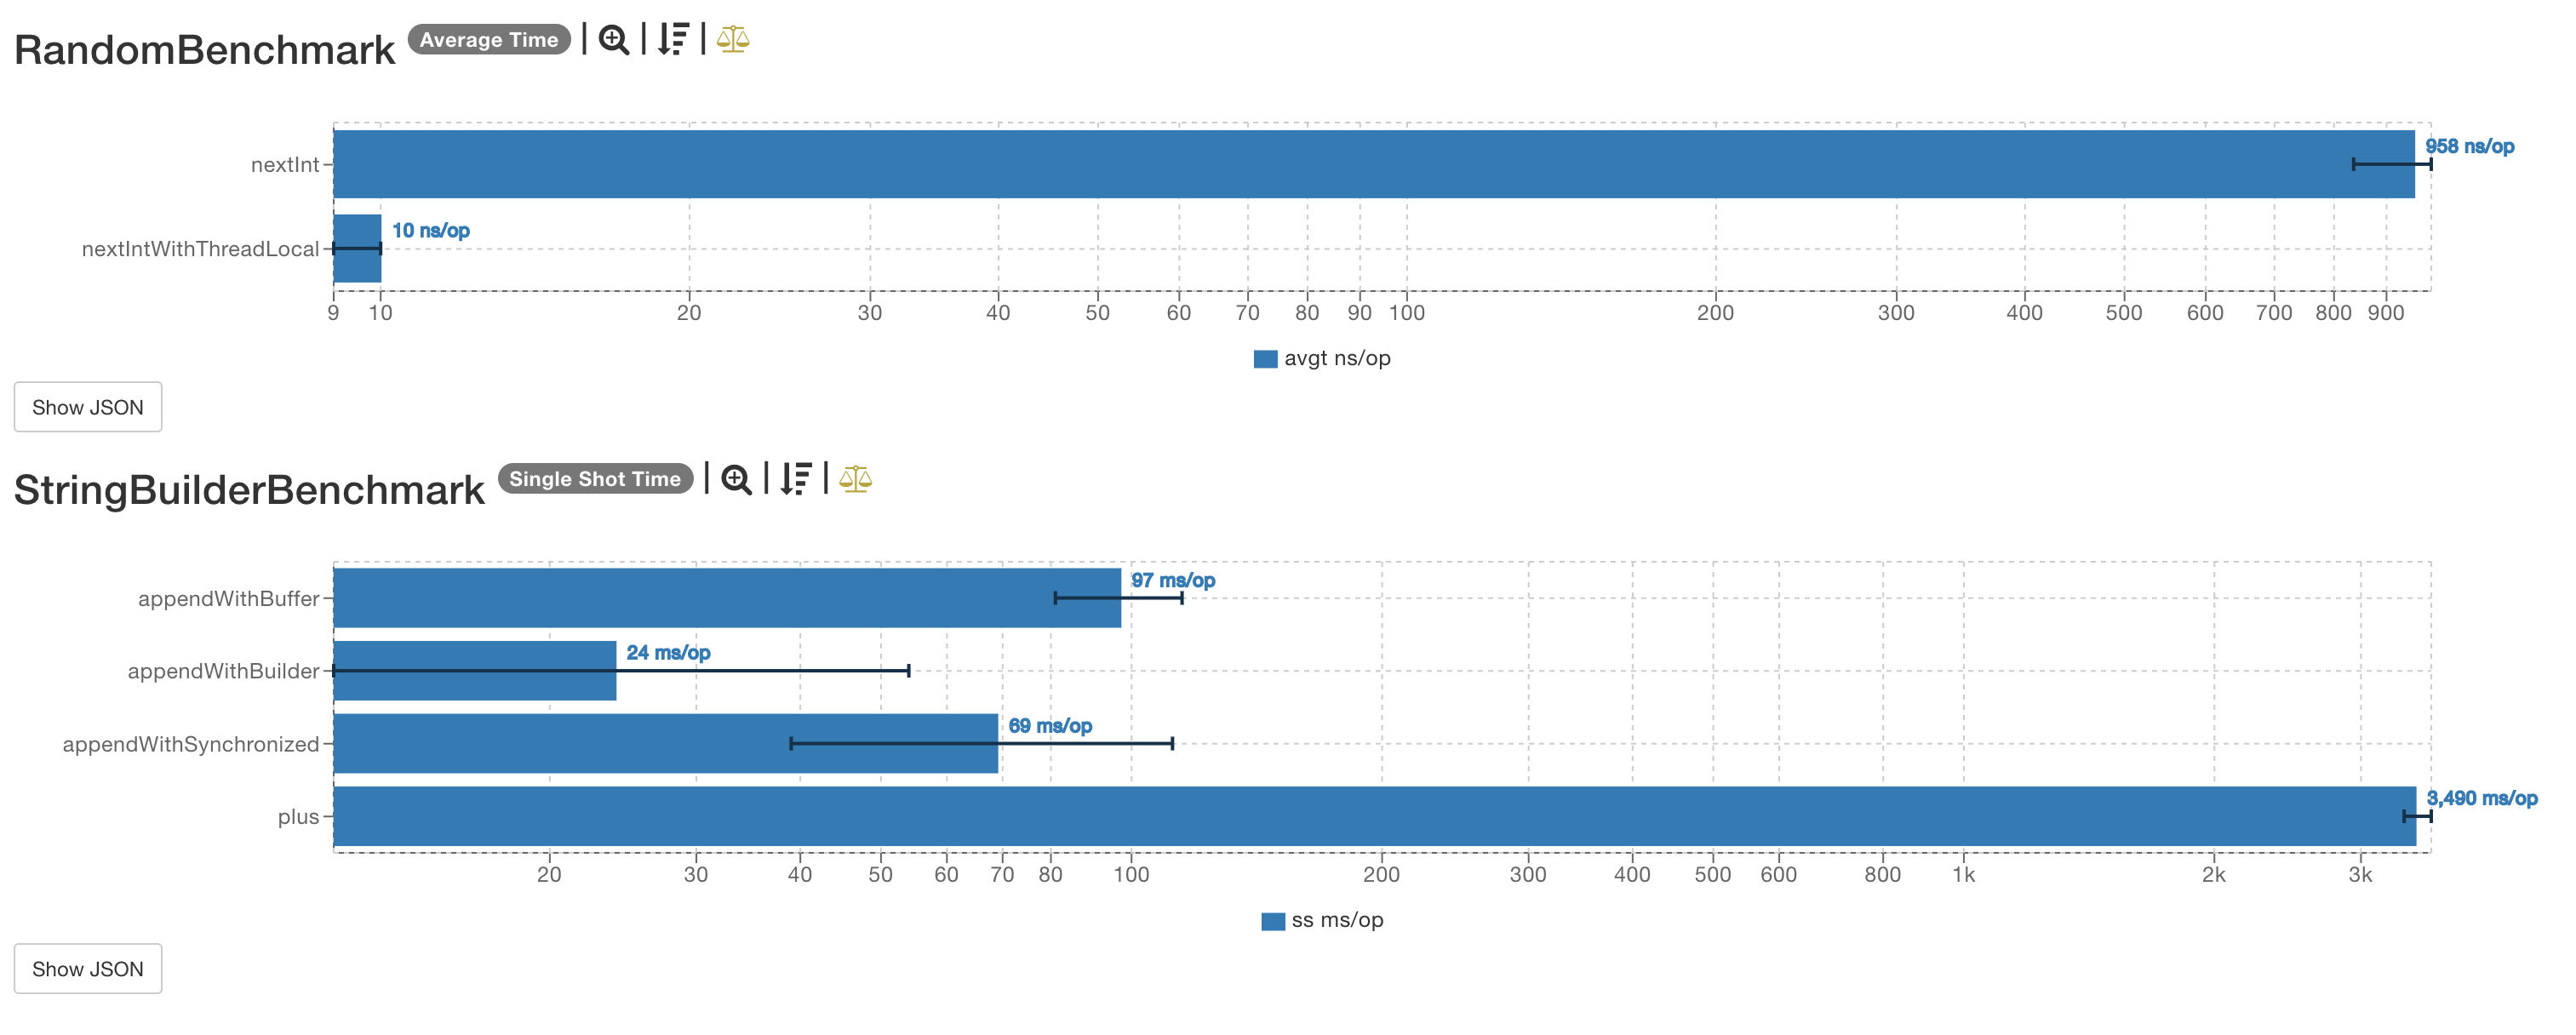 RandomBenchmark Average Time
958 ns/op
nextInt
10 ns/op
nextIntWithThreadLocal
9 10 20 30 40 50 60 70 80 90 100 200 300 400 500 600 700 800 900
avgt ns/op
Show JSON
StringBuilderBenchmark Single Shot Time
97 ms/op
appendWithBuffer
24 ms/op
appendWithBuilder
69 ms/op
appendWithSynchronized
3,490 ms/op
plus
20 30 40 50 60 70 80 100 200 300 400 500 600 800 1k 2k 3k
ss ms/op
Show JSON